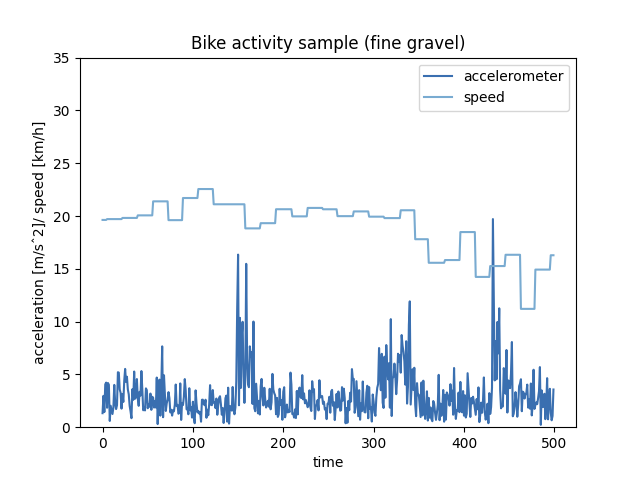 Bike activity sample (fine gravel)
accelerometer
speed
35
30
25
20
15
10
5
0
acceleration [m/s^2]/ speed [km/h]
0 100 200 300 400 500
time